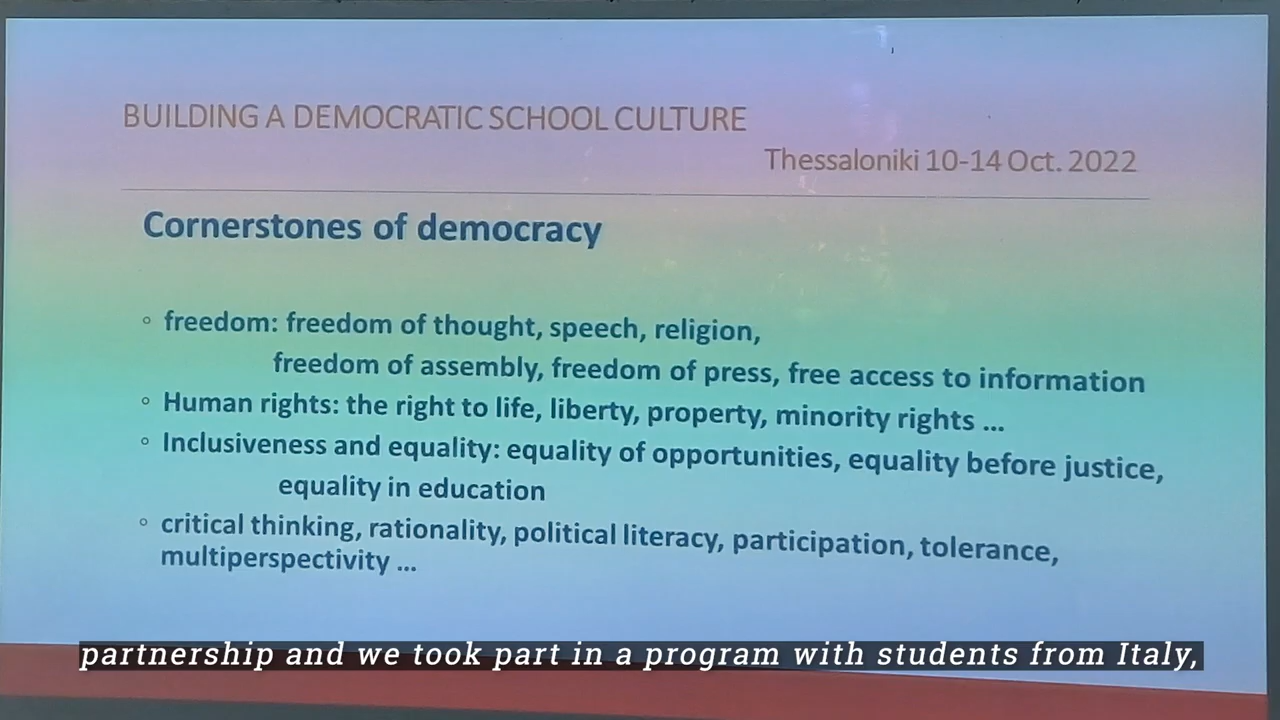 BUILDING A DEMOCRATIC SCHOOL CULTURE
Thessaloniki 10-14 Oct. 2022
Cornerstones of democracy
◦ freedom: freedom of thought, speech, religion,
freedom of assembly, freedom of press, free access to information
◦ Human rights: the right to life, liberty, property, minority rights ...
◦ Inclusiveness and equality: equality of opportunities, equality before justice,
equality in education
◦ critical thinking, rationality, political literacy, participation, tolerance,
multiperspectivity ...
partnership and we took part in a program with students from Italy,